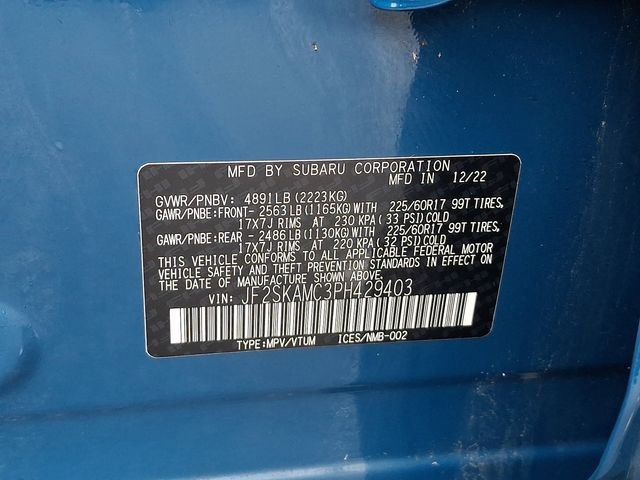 MFD BY SUBARU CORPORATION
MFD IN 12/22
GVWR/PNBV: 4891LB (2223KG)
GAWR/PNBE:FRONT- 2563LB (1165KG)WITH 225/60R17 99T TIRES,
17X7J RIMS AT 230 KPA (33 PSI) COLD
GAWR/PNBE:REAR - 2486LB (1130KG)WITH 225/60R17 99T TIRES,
17X7J RIMS AT 220 KPA (32 PSI) COLD
THIS VEHICLE CONFORMS TO ALL APPLICABLE FEDERAL MOTOR
VEHICLE SAFETY AND THEFT PREVENTION STANDARDS IN EFFECT ON
THE DATE OF MANUFACTURE SHOWN ABOVE.
VIN: JF2SKAMC3PH429403
TYPE:MPV/VTUM ICES/NMB-002